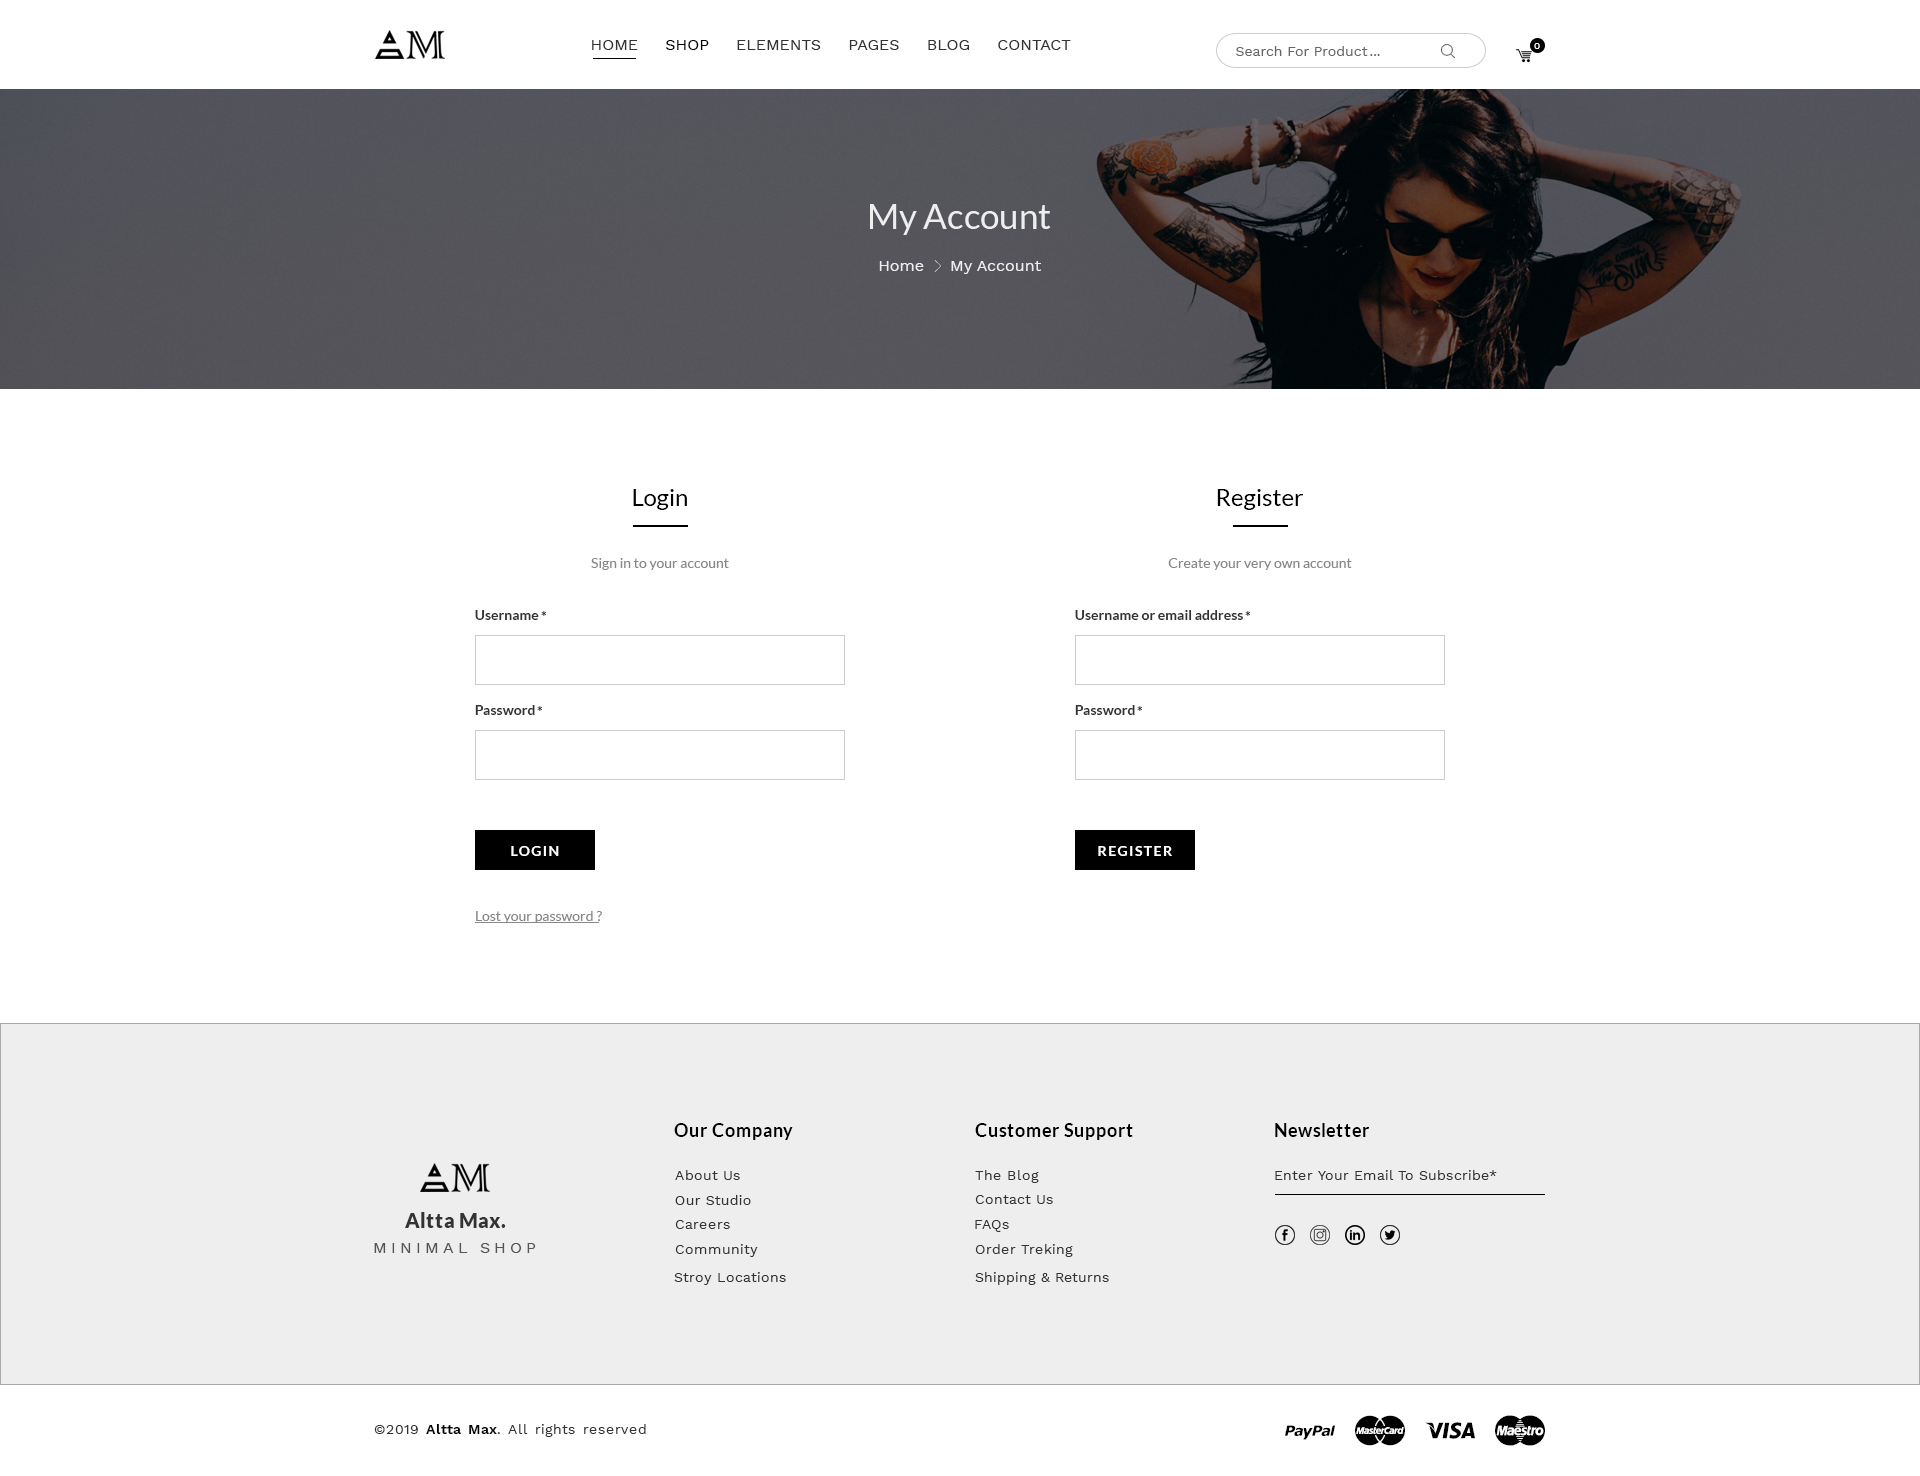 AM
HOME SHOP ELEMENTS PAGES BLOG CONTACT
Search For Product ...
0
My Account
Home My Account
the Sun
Login
Sign in to your account
Username *
Password *
LOGIN
Lost your password ?
Register
Create your very own account
Username or email address *
Password *
REGISTER
AM
Altta Max.
MINIMAL SHOP
Our Company
About Us
Our Studio
Careers
Community
Stroy Locations
Customer Support
The Blog
Contact Us
FAQs
Order Treking
Shipping & Returns
Newsletter
Enter Your Email To Subscribe*
f in
©2019 Altta Max. All rights reserved
PayPal MasterCard VISA Maestro